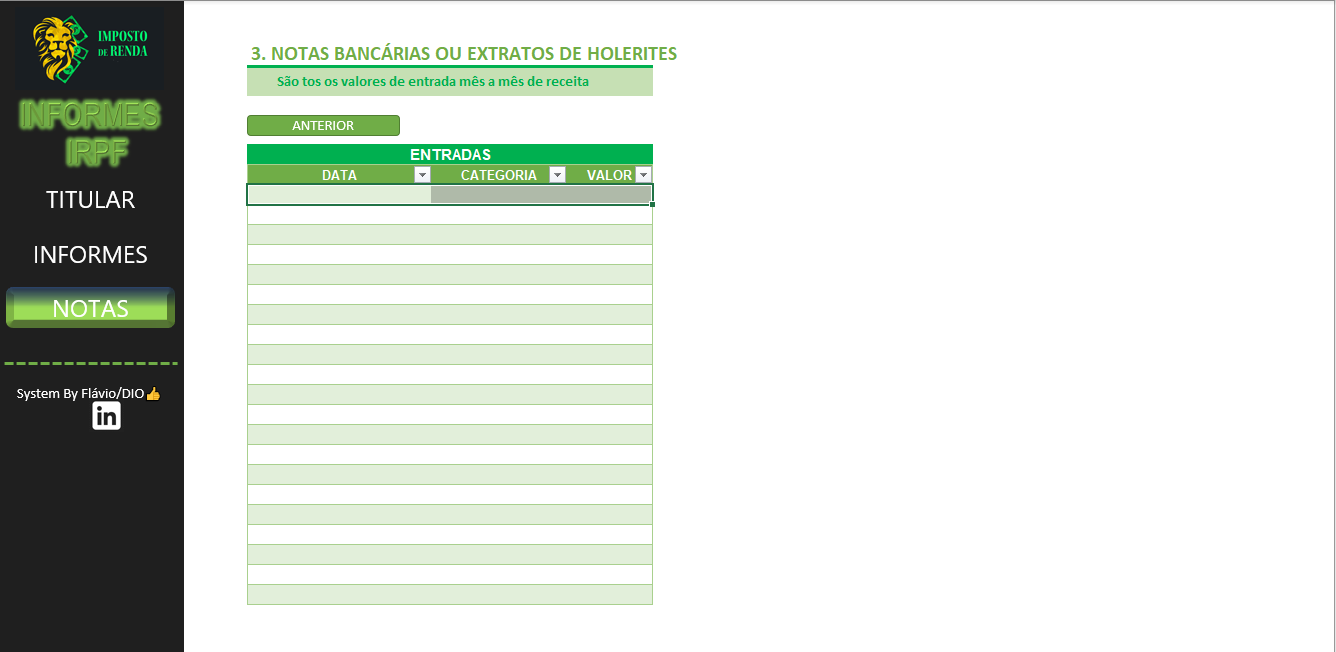 IMPOSTO
DE RENDA
INFORMES
IRPF
TITULAR
INFORMES
NOTAS
System By Flávio/DIO👍
in
3. NOTAS BANCÁRIAS OU EXTRATOS DE HOLERITES
São tos os valores de entrada mês a mês de receita
ANTERIOR
ENTRADAS
DATA CATEGORIA VALOR